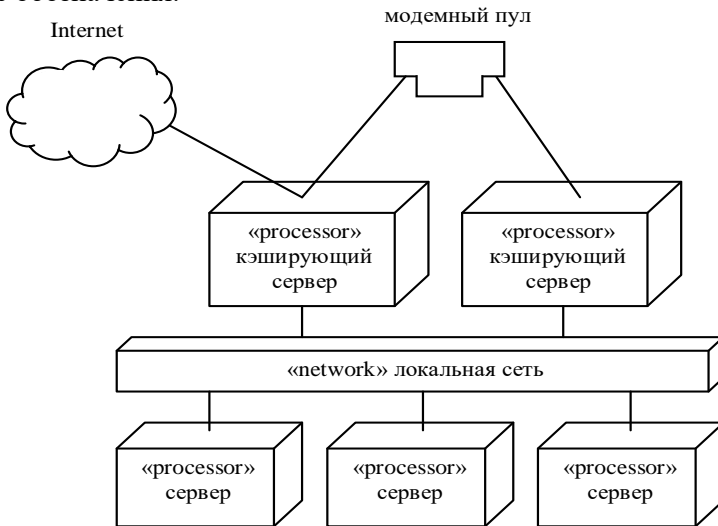 Internet
модемный пул
«processor»
кэширующий
сервер
«processor»
кэширующий
сервер
«network» локальная сеть
«processor»
сервер
«processor»
сервер
«processor»
сервер